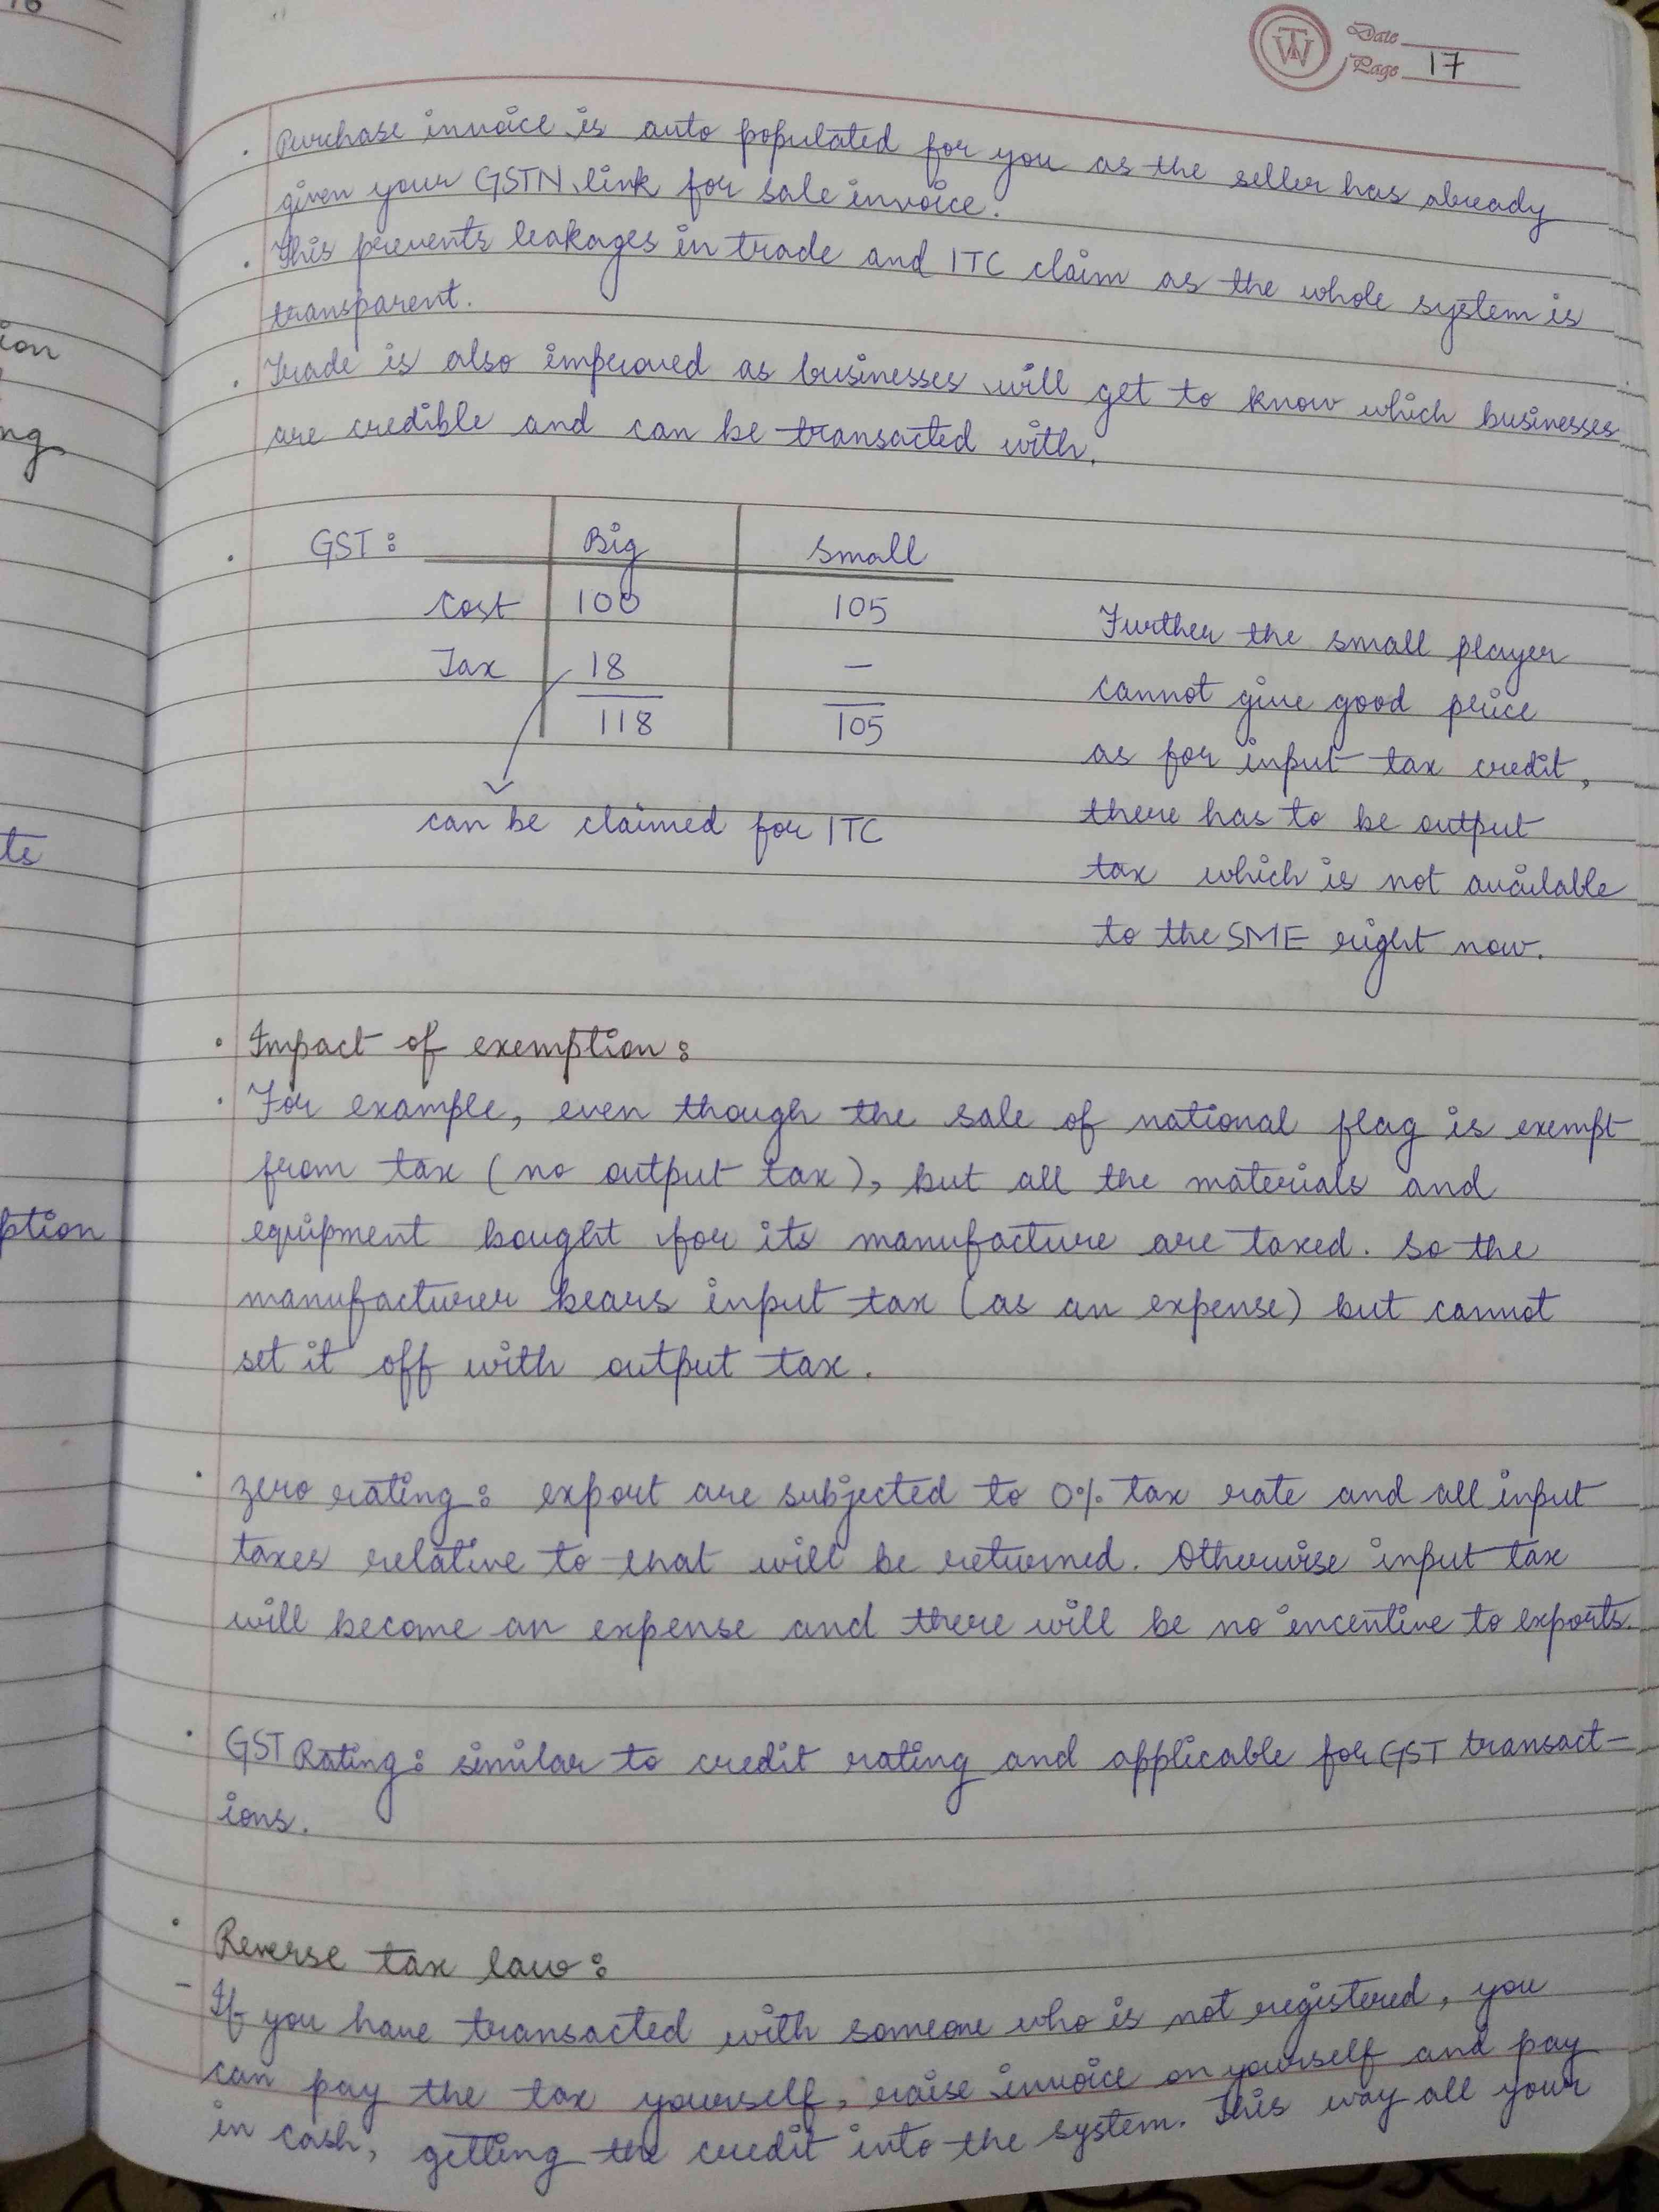 16
TW
Date
Page 17
. Purchase invoice is auto populated for you as the seller has already
given your GSTN link for sale invoice.
. This prevents leakages in trade and ITC claim as the whole system is
transparent.
. Trade is also improved as businesses will get to know which businesses
are credible and can be transacted with.
. GST : Big Small
Cost 100 105
Tax 18 —
118 105
can be claimed for ITC
Further the small player
cannot give good price
as for input tax credit,
there has to be output
tax which is not available
to the SME right now.
. Impact of exemption :
. For example, even though the sale of national flag is exempt
from tax (no output tax), but all the materials and
equipment bought for its manufacture are taxed. So the
manufacturer bears input tax (as an expense) but cannot
set it off with output tax.
. Zero rating : export are subjected to 0% tax rate and all input
taxes relative to that will be returned. Otherwise input tax
will become an expense and there will be no incentive to exports.
. GST Rating : similar to credit rating and applicable for GST transact-
ions.
. Reverse tax law :
- If you have transacted with someone who is not registered, you
can pay the tax yourself, raise invoice on yourself and pay
in cash, getting the credit into the system. This way all your
ion
ng
ts
ption